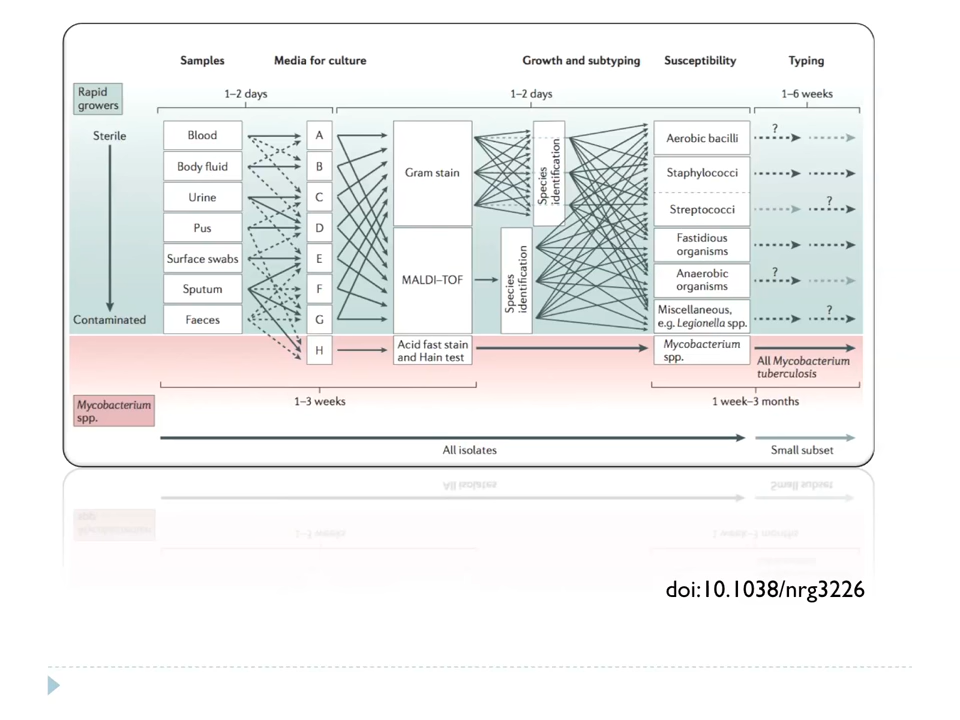 Samples
Media for culture
Growth and subtyping
Susceptibility
Typing
Rapid
growers
1–2 days
1–2 days
1–6 weeks
Sterile
Contaminated
Blood
Body fluid
Urine
Pus
Surface swabs
Sputum
Faeces
A
B
C
D
E
F
G
H
Gram stain
MALDI–TOF
Acid fast stain
and Hain test
Species
identification
Species
identification
Aerobic bacilli
Staphylococci
Streptococci
Fastidious
organisms
Anaerobic
organisms
Miscellaneous,
e.g. Legionella spp.
Mycobacterium
spp.
?
?
?
?
All Mycobacterium
tuberculosis
Mycobacterium
spp.
1–3 weeks
1 week–3 months
All isolates
Small subset
doi:10.1038/nrg3226